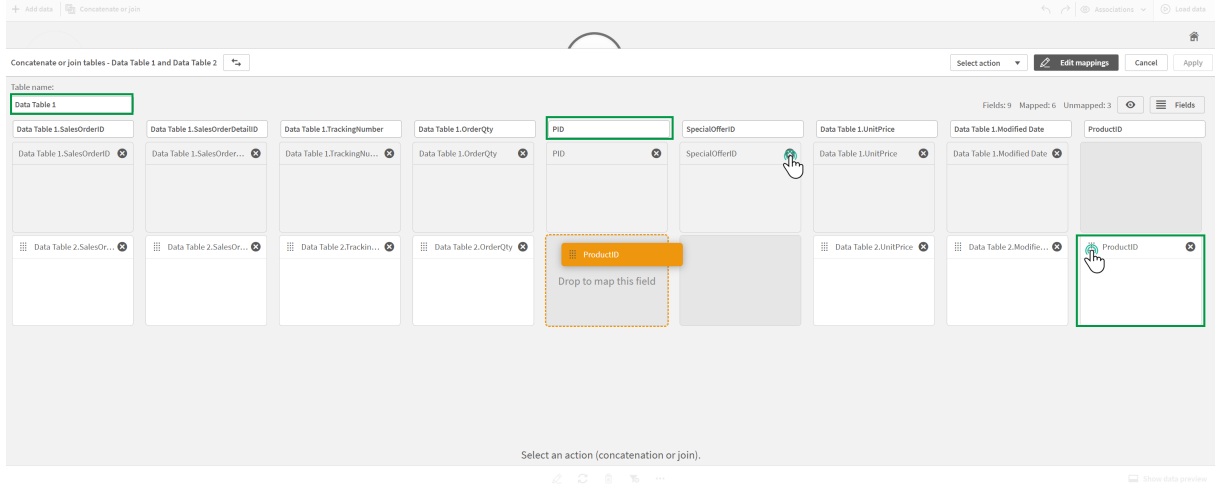 Add data Concatenate or join Associations Load data
Concatenate or join tables - Data Table 1 and Data Table 2 Select action Edit mappings Cancel Apply
Table name:
Data Table 1 Fields: 9 Mapped: 6 Unmapped: 3 Fields
Data Table 1.SalesOrderID Data Table 1.SalesOrderDetailID Data Table 1.TrackingNumber Data Table 1.OrderQty PID SpecialOfferID Data Table 1.UnitPrice Data Table 1.Modified Date ProductID
Data Table 1.SalesOrderID Data Table 1.SalesOrder... Data Table 1.TrackingNu... Data Table 1.OrderQty PID SpecialOfferID Data Table 1.UnitPrice Data Table 1.Modified Date
Data Table 2.SalesOr... Data Table 2.SalesOr... Data Table 2.Trackin... Data Table 2.OrderQty ProductID Data Table 2.UnitPrice Data Table 2.Modifie... ProductID
Drop to map this field
Select an action (concatenation or join).
Show data preview